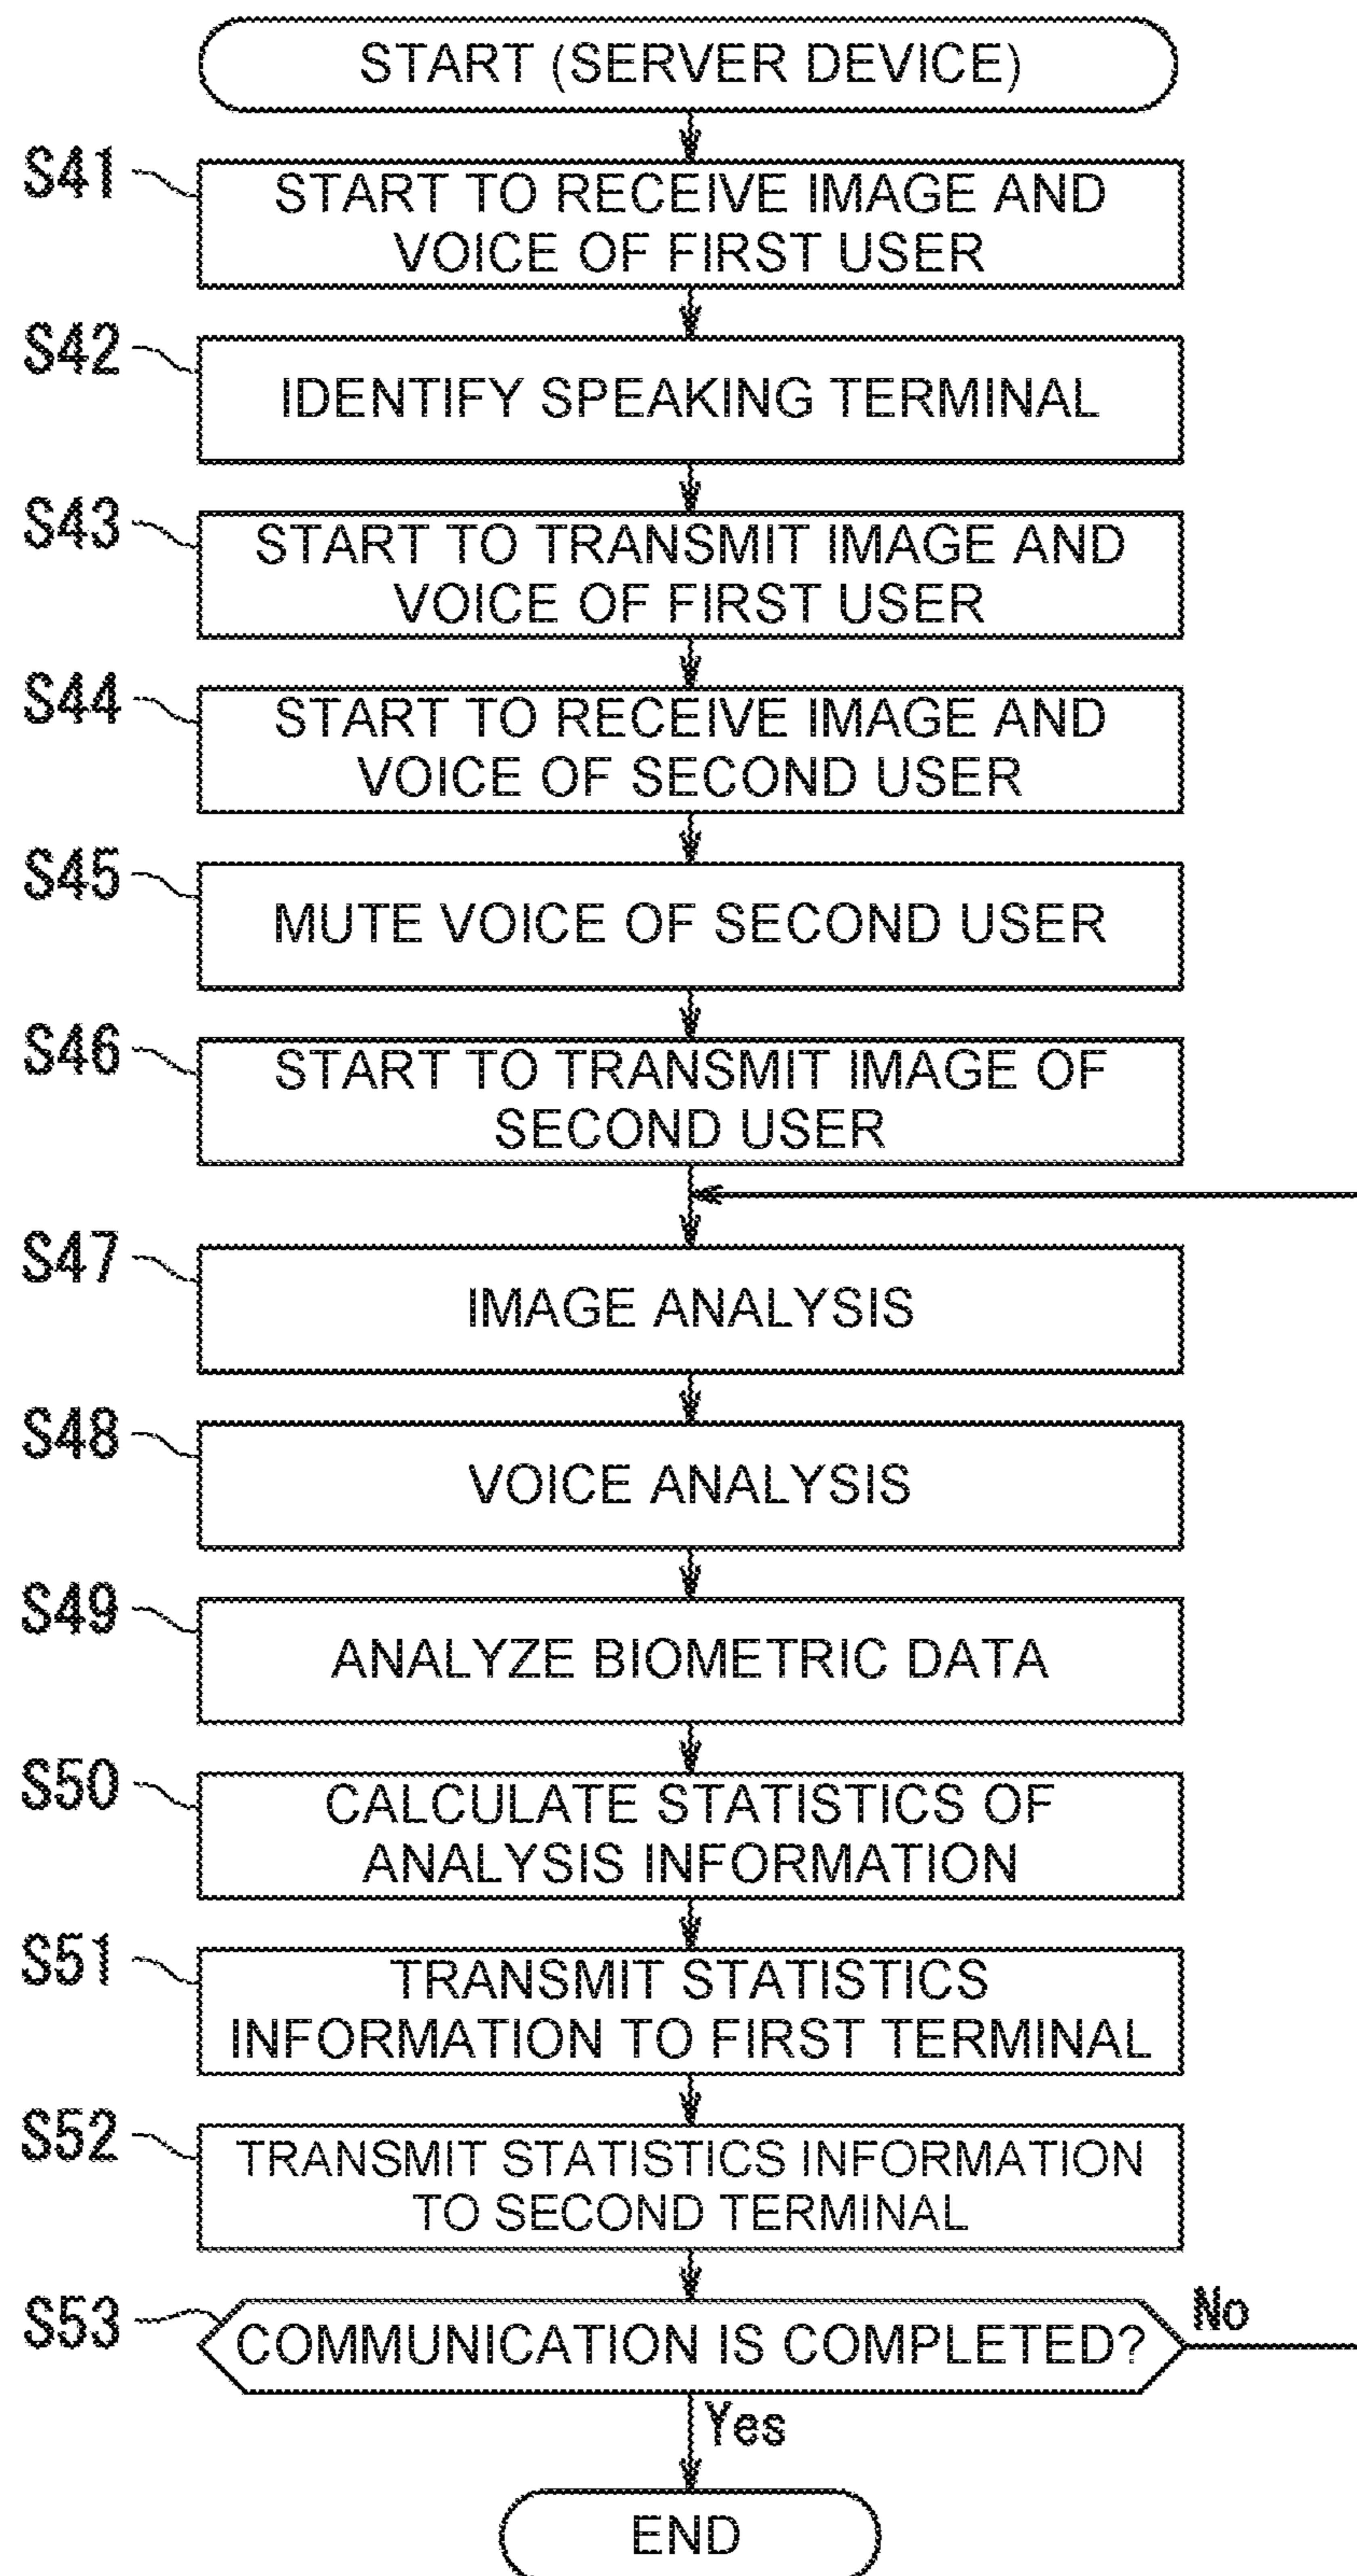 START (SERVER DEVICE)
S41
START TO RECEIVE IMAGE AND
VOICE OF FIRST USER
S42
IDENTIFY SPEAKING TERMINAL
S43
START TO TRANSMIT IMAGE AND
VOICE OF FIRST USER
S44
START TO RECEIVE IMAGE AND
VOICE OF SECOND USER
S45
MUTE VOICE OF SECOND USER
S46
START TO TRANSMIT IMAGE OF
SECOND USER
S47
IMAGE ANALYSIS
S48
VOICE ANALYSIS
S49
ANALYZE BIOMETRIC DATA
S50
CALCULATE STATISTICS OF
ANALYSIS INFORMATION
S51
TRANSMIT STATISTICS
INFORMATION TO FIRST TERMINAL
S52
TRANSMIT STATISTICS INFORMATION
TO SECOND TERMINAL
S53
COMMUNICATION IS COMPLETED?
No
Yes
END